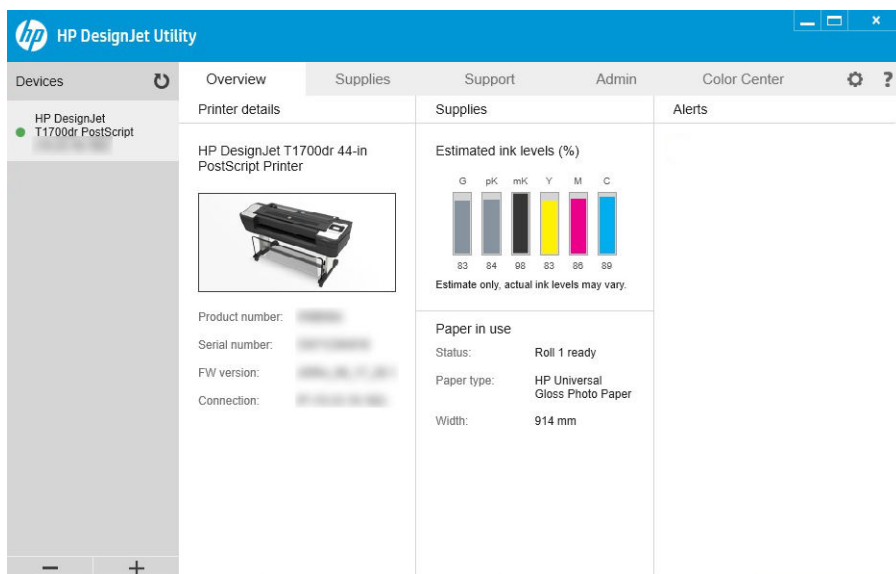 hp HP DesignJet Utility
Devices
HP DesignJet
T1700dr PostScript
Overview Supplies Support Admin Color Center ?
Printer details
HP DesignJet T1700dr 44-in
PostScript Printer
Product number:
Serial number:
FW version:
Connection:
Supplies
Estimated ink levels (%)
G pK mK Y M C
83 84 98 83 86 89
Estimate only, actual ink levels may vary.
Paper in use
Status: Roll 1 ready
Paper type: HP Universal
Gloss Photo Paper
Width: 914 mm
Alerts